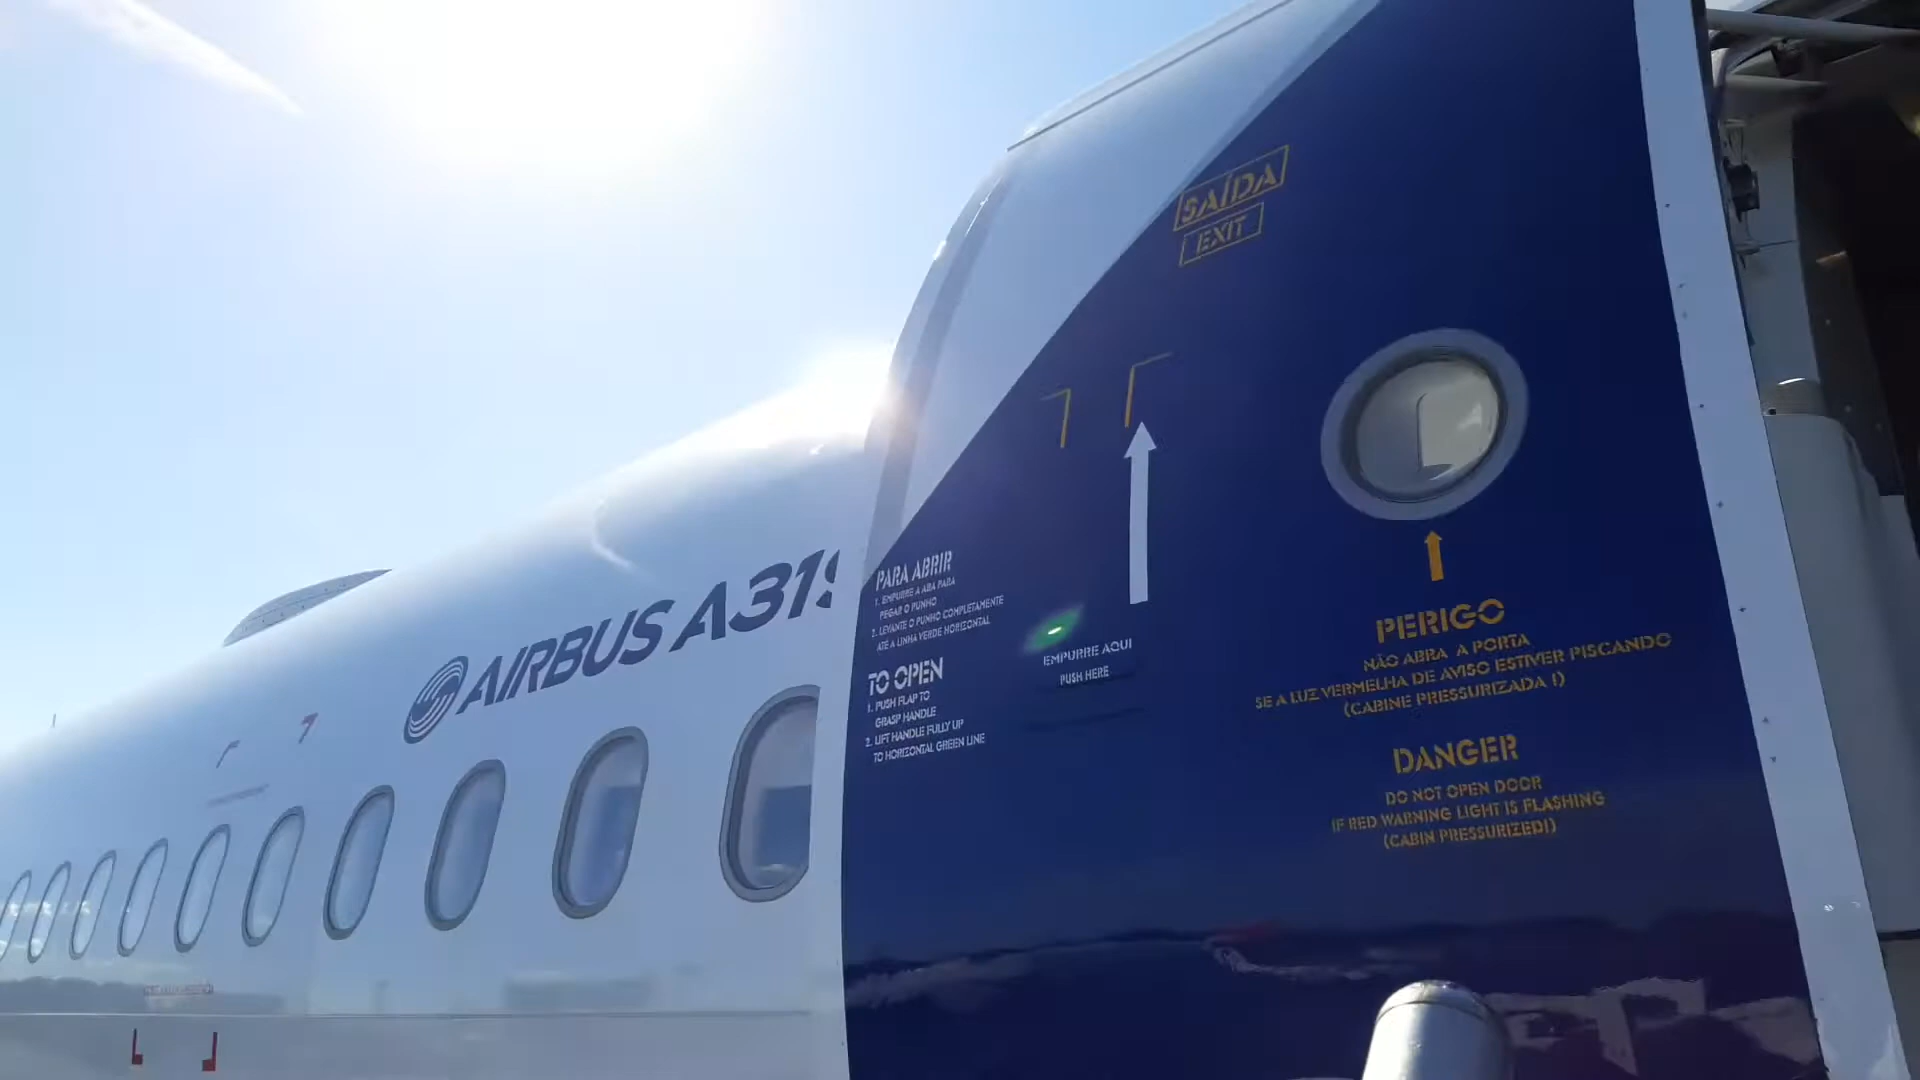 SAÍDA
EXIT
AIRBUS A319
PARA ABRIR
1. EMPURRE A ABA PARA
PEGAR O PUNHO
2. LEVANTE O PUNHO COMPLETAMENTE
ATÉ A LINHA VERDE HORIZONTAL
TO OPEN
1. PUSH FLAP TO
GRASP HANDLE
2. LIFT HANDLE FULLY UP
TO HORIZONTAL GREEN LINE
EMPURRE AQUI
PUSH HERE
PERIGO
NÃO ABRA A PORTA
SE A LUZ VERMELHA DE AVISO ESTIVER PISCANDO
(CABINE PRESSURIZADA !)
DANGER
DO NOT OPEN DOOR
IF RED WARNING LIGHT IS FLASHING
(CABIN PRESSURIZED!)